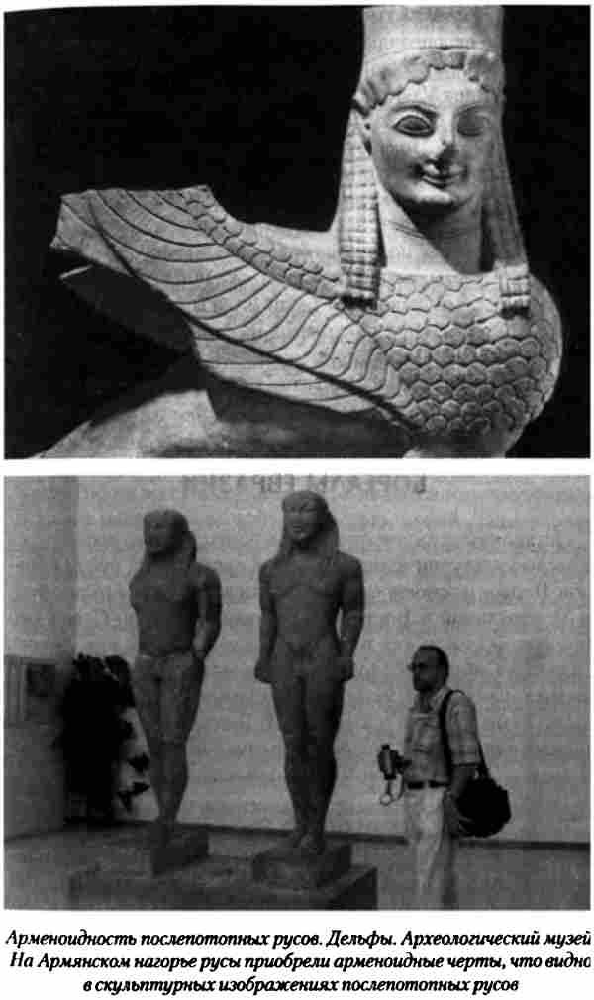 Арменоидность послепотопных русов. Дельфы. Археологический музей
На Армянском нагорье русы приобрели арменоидные черты, что видно
в скульптурных изображениях послепотопных русов